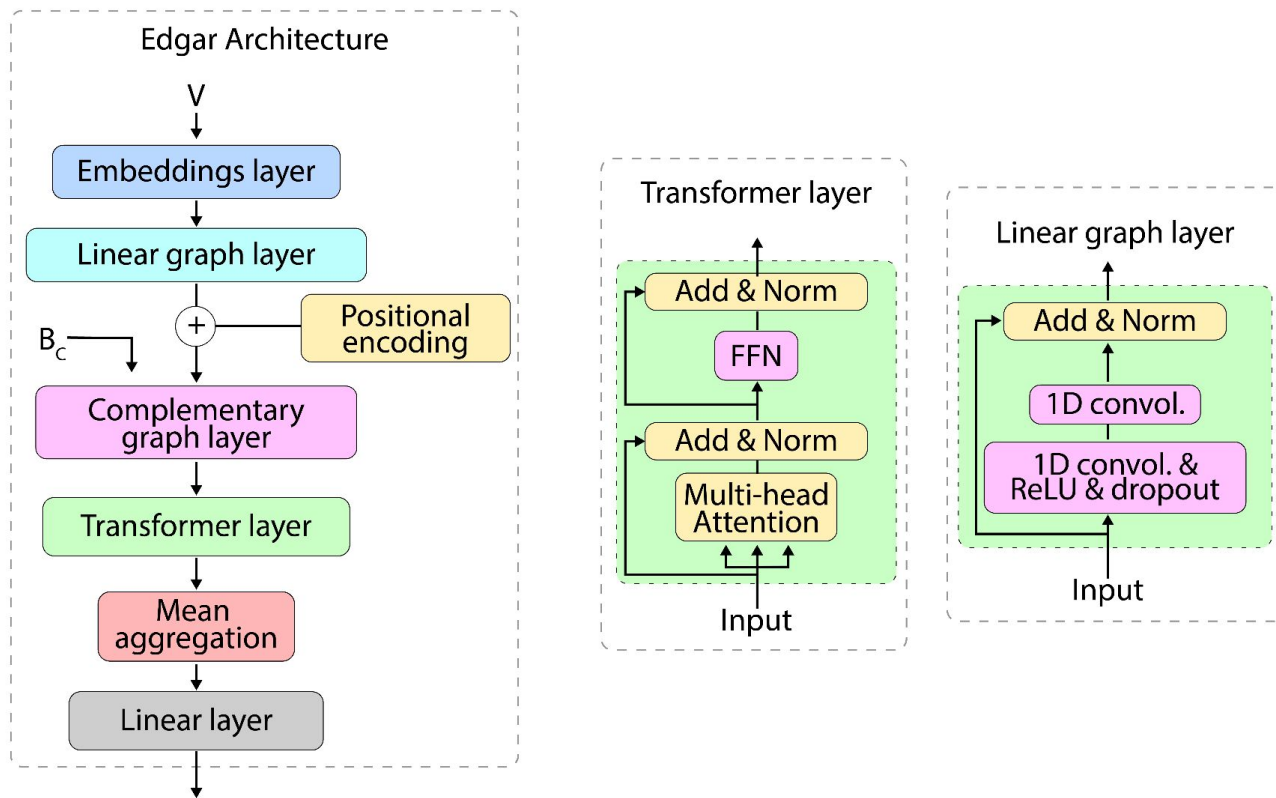 Edgar Architecture
V
Embeddings layer
Linear graph layer
+
Positional
encoding
B_C
Complementary
graph layer
Transformer layer
Mean
aggregation
Linear layer
Transformer layer
Add & Norm
FFN
Add & Norm
Multi-head
Attention
Input
Linear graph layer
Add & Norm
1D convol.
1D convol. &
ReLU & dropout
Input